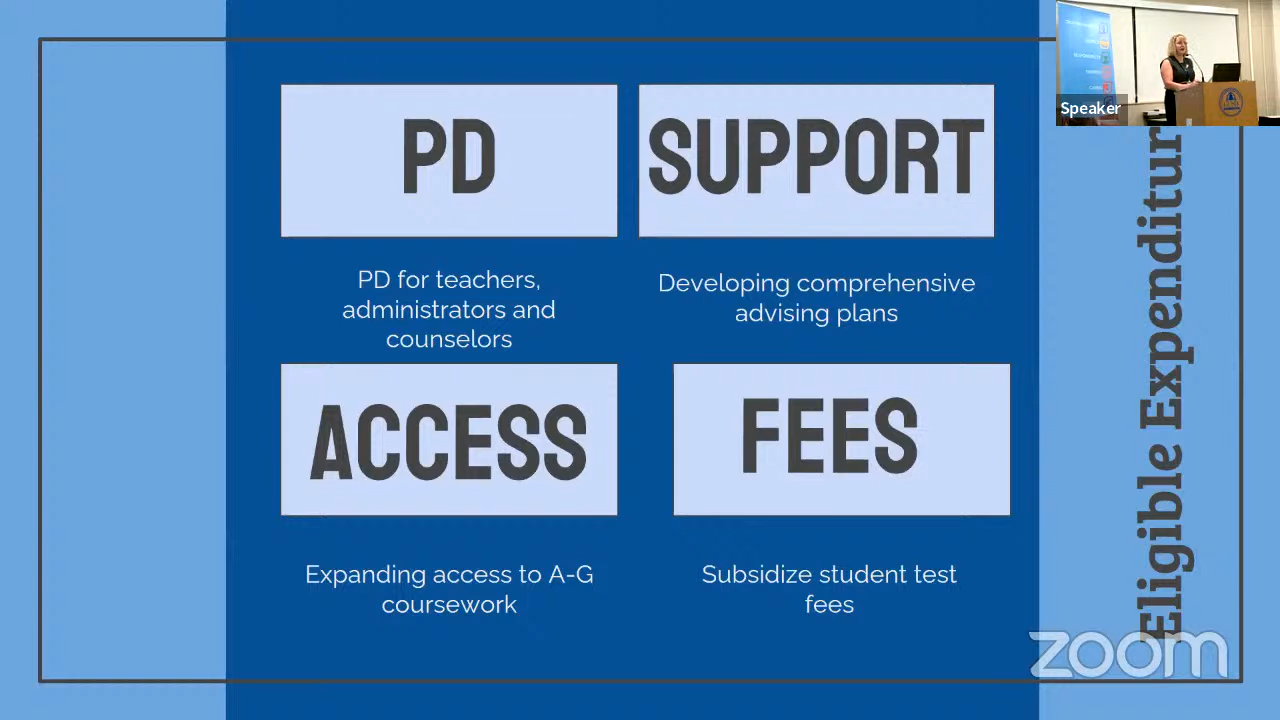 PD
SUPPORT
PD for teachers,
administrators and
counselors
Developing comprehensive
advising plans
ACCESS
FEES
Expanding access to A-G
coursework
Subsidize student test
fees
Eligible Expenditur
Speaker
zoom